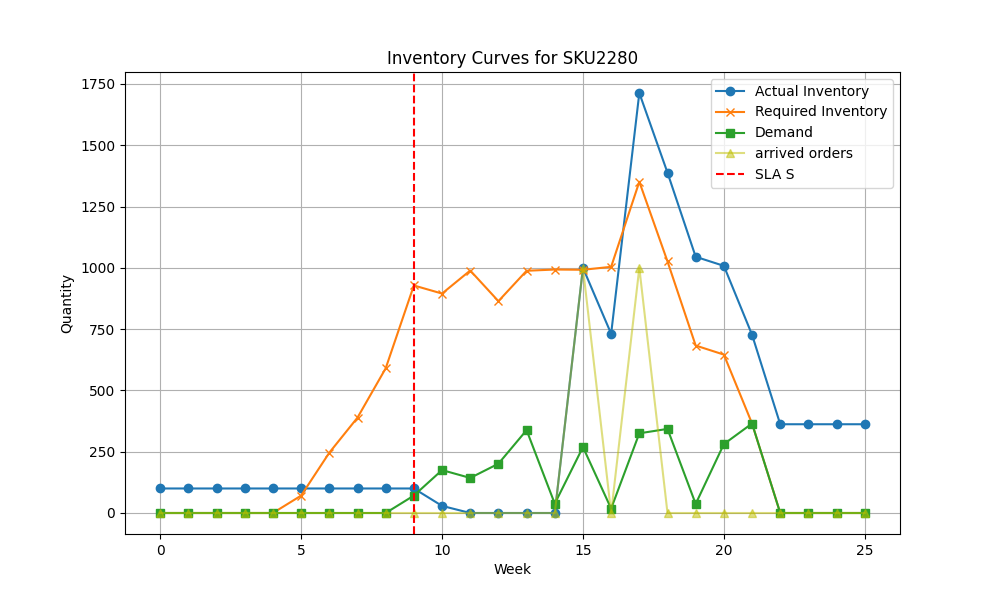 Inventory Curves for SKU2280
1750
1500
1250
1000
750
500
250
0
Quantity
0 5 10 15 20 25
Week
Actual Inventory
Required Inventory
Demand
arrived orders
SLA S